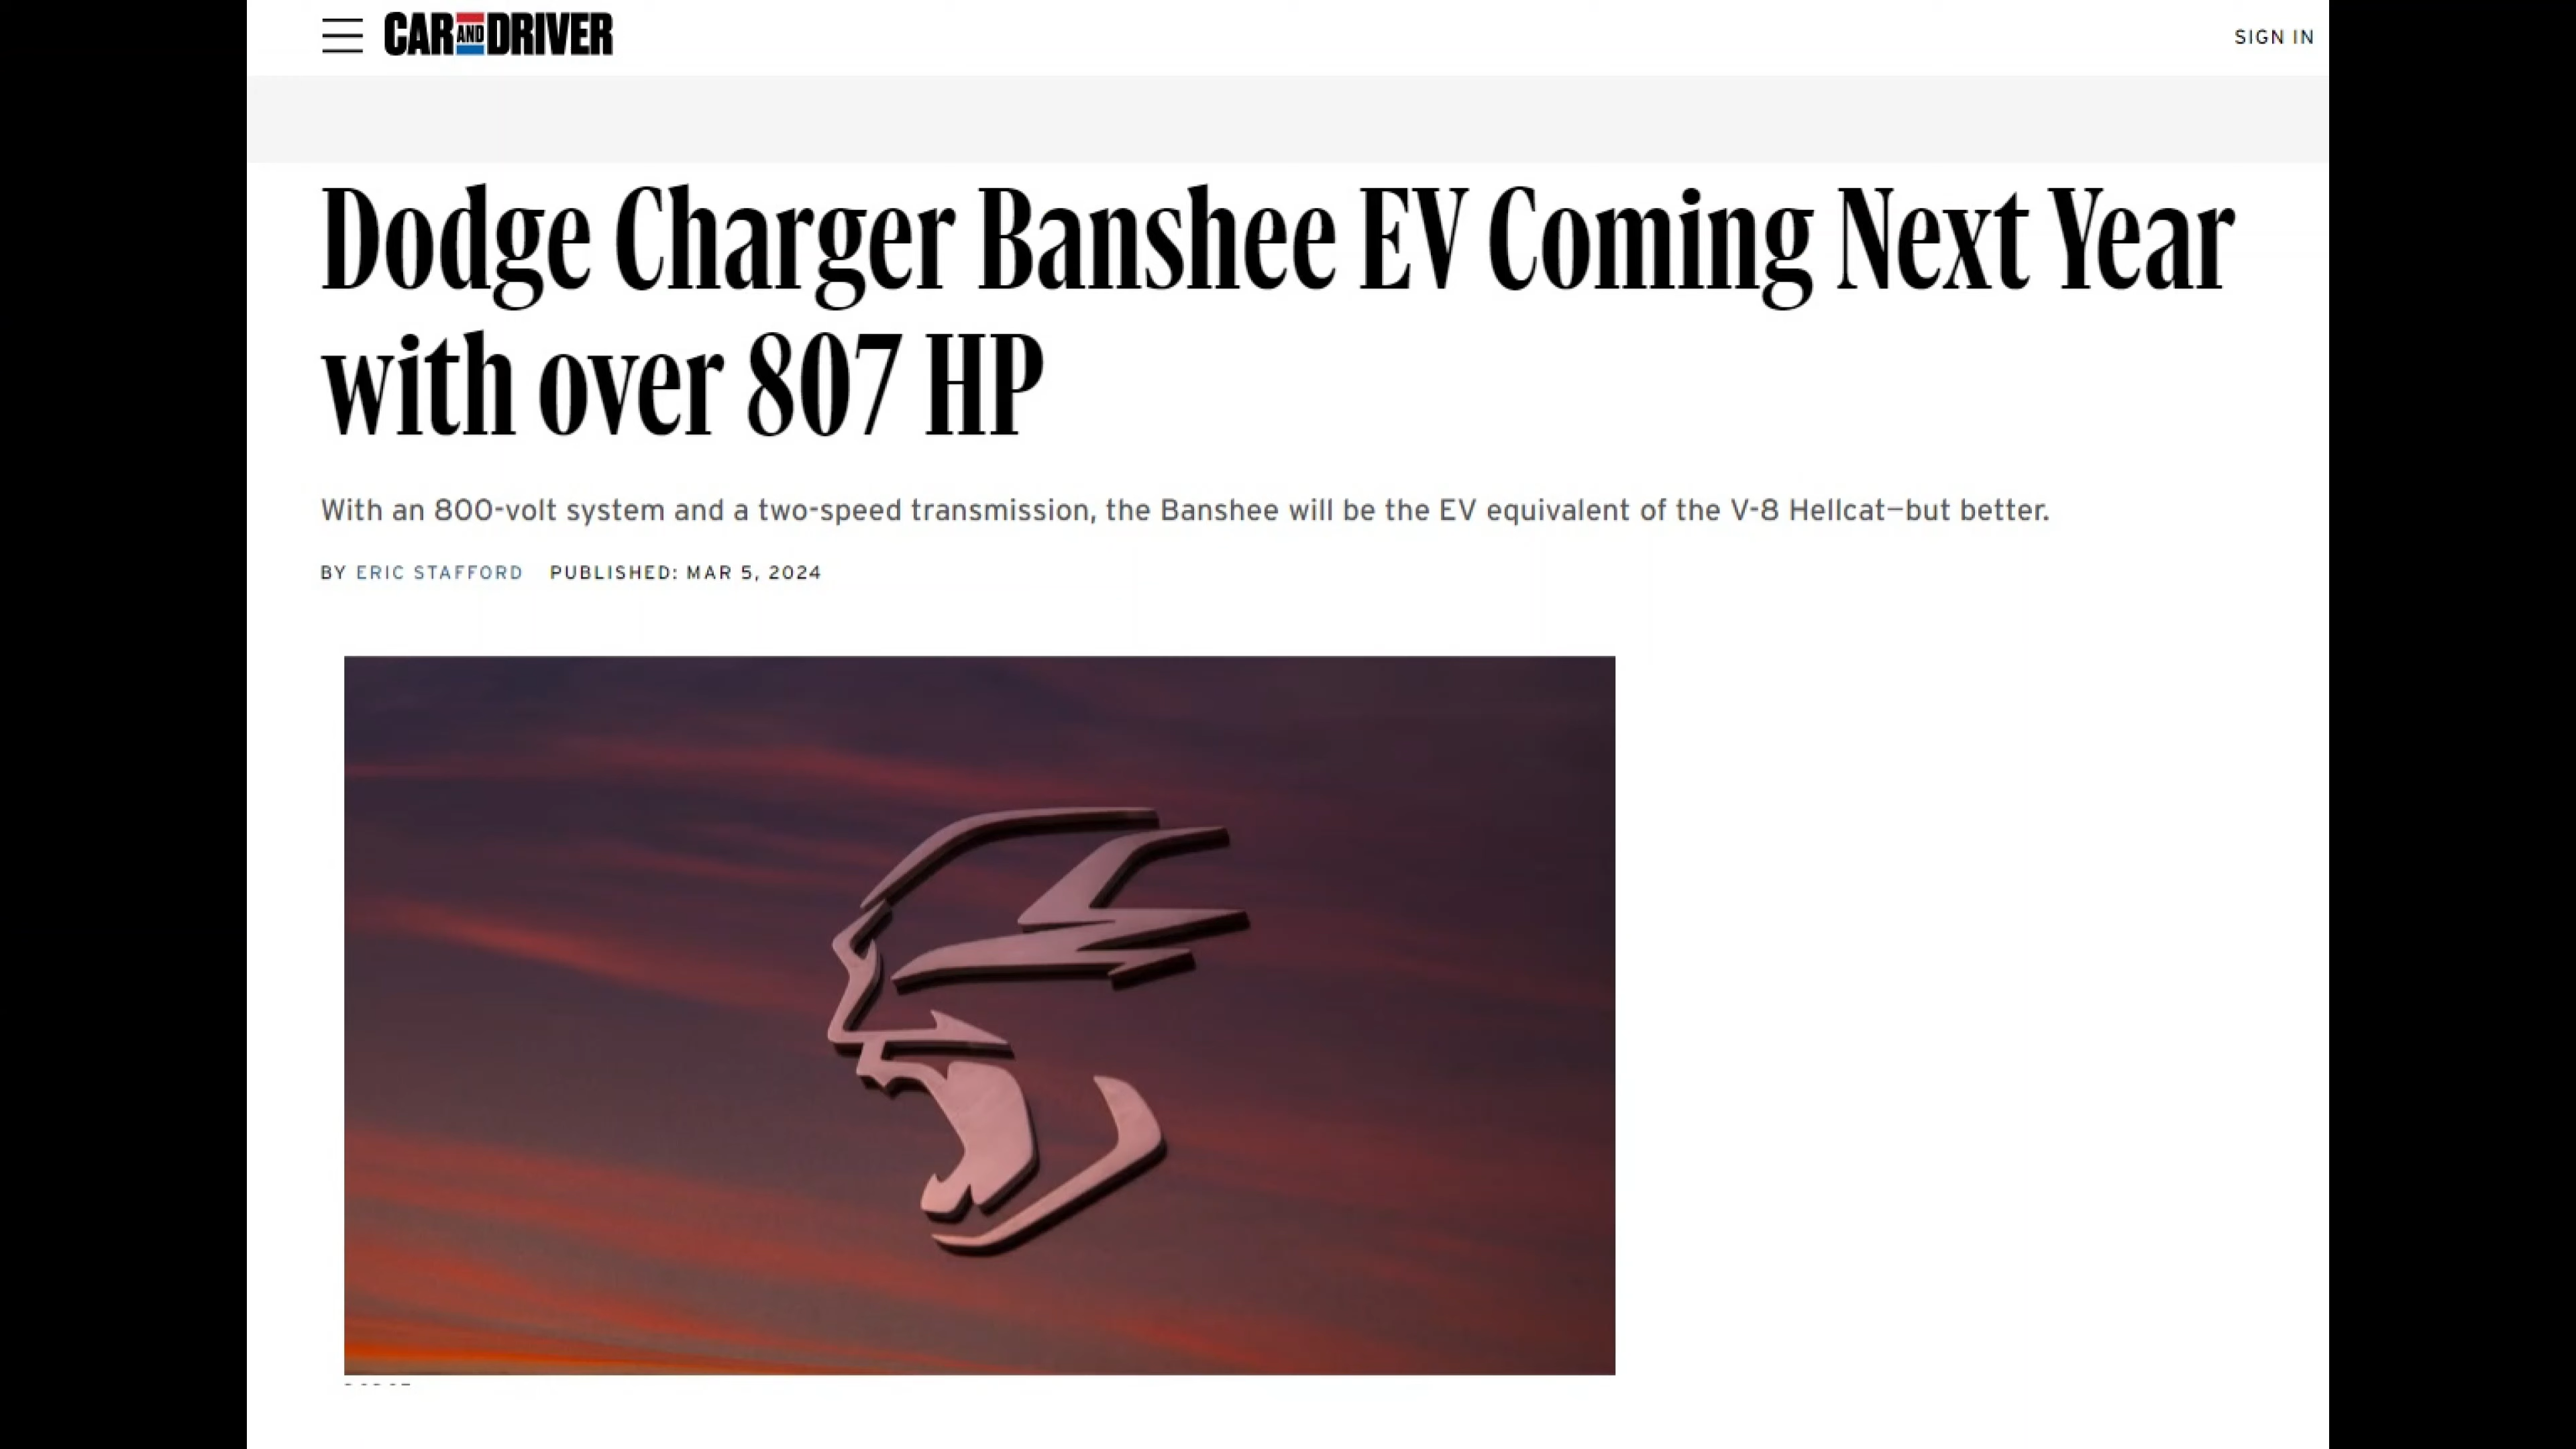 CAR AND DRIVER
SIGN IN
Dodge Charger Banshee EV Coming Next Year
with over 807 HP
With an 800-volt system and a two-speed transmission, the Banshee will be the EV equivalent of the V-8 Hellcat—but better.
BY ERIC STAFFORD PUBLISHED: MAR 5, 2024